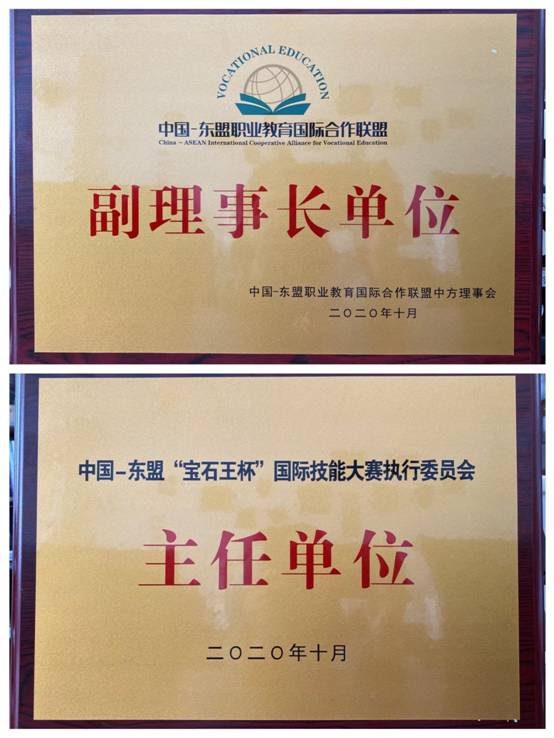 VOCATIONAL EDUCATION
中国-东盟职业教育国际合作联盟
China - ASEAN International Cooperative Alliance for Vocational Education
副理事长单位
中国-东盟职业教育国际合作联盟中方理事会
二〇二〇年十月
中国-东盟“宝石王杯”国际技能大赛执行委员会
主任单位
二〇二〇年十月